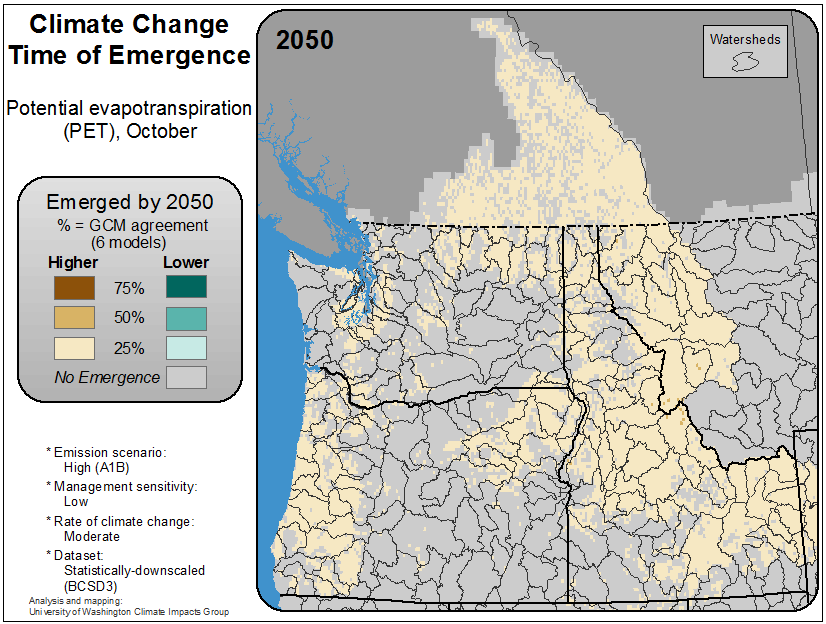 Climate Change
Time of Emergence
Potential evapotranspiration
(PET), October
Emerged by 2050
% = GCM agreement
(6 models)
Higher
Lower
75%
50%
25%
No Emergence
* Emission scenario:
High (A1B)
* Management sensitivity:
Low
* Rate of climate change:
Moderate
* Dataset:
Statistically-downscaled
(BCSD3)
Analysis and mapping:
University of Washington Climate Impacts Group
2050
Watersheds